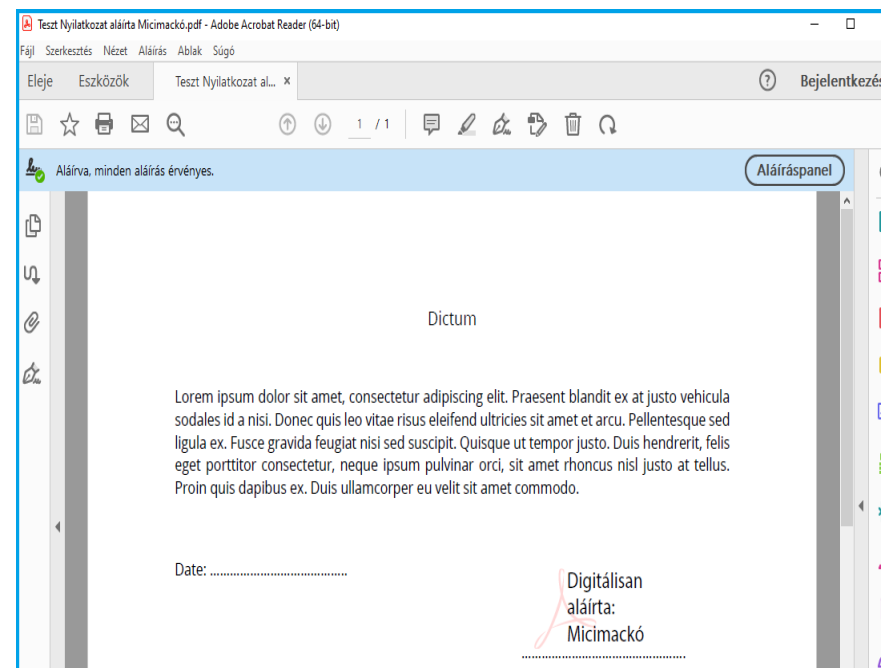 Teszt Nyilatkozat aláírta Micimackó.pdf - Adobe Acrobat Reader (64-bit)
Fájl Szerkesztés Nézet Aláírás Ablak Súgó
Eleje Eszközök Teszt Nyilatkozat al... × ? Bejelentkezés
1 / 1
Aláírva, minden aláírás érvényes. Aláíráspanel
Dictum
Lorem ipsum dolor sit amet, consectetur adipiscing elit. Praesent blandit ex at justo vehicula
sodales id a nisi. Donec quis leo vitae risus eleifend ultricies sit amet et arcu. Pellentesque sed
ligula ex. Fusce gravida feugiat nisi sed suscipit. Quisque ut tempor justo. Duis hendrerit, felis
eget porttitor consectetur, neque ipsum pulvinar orci, sit amet rhoncus nisl justo at tellus.
Proin quis dapibus ex. Duis ullamcorper eu velit sit amet commodo.
Date: ..........................................
Digitálisan
aláírta:
Micimackó
..................................................